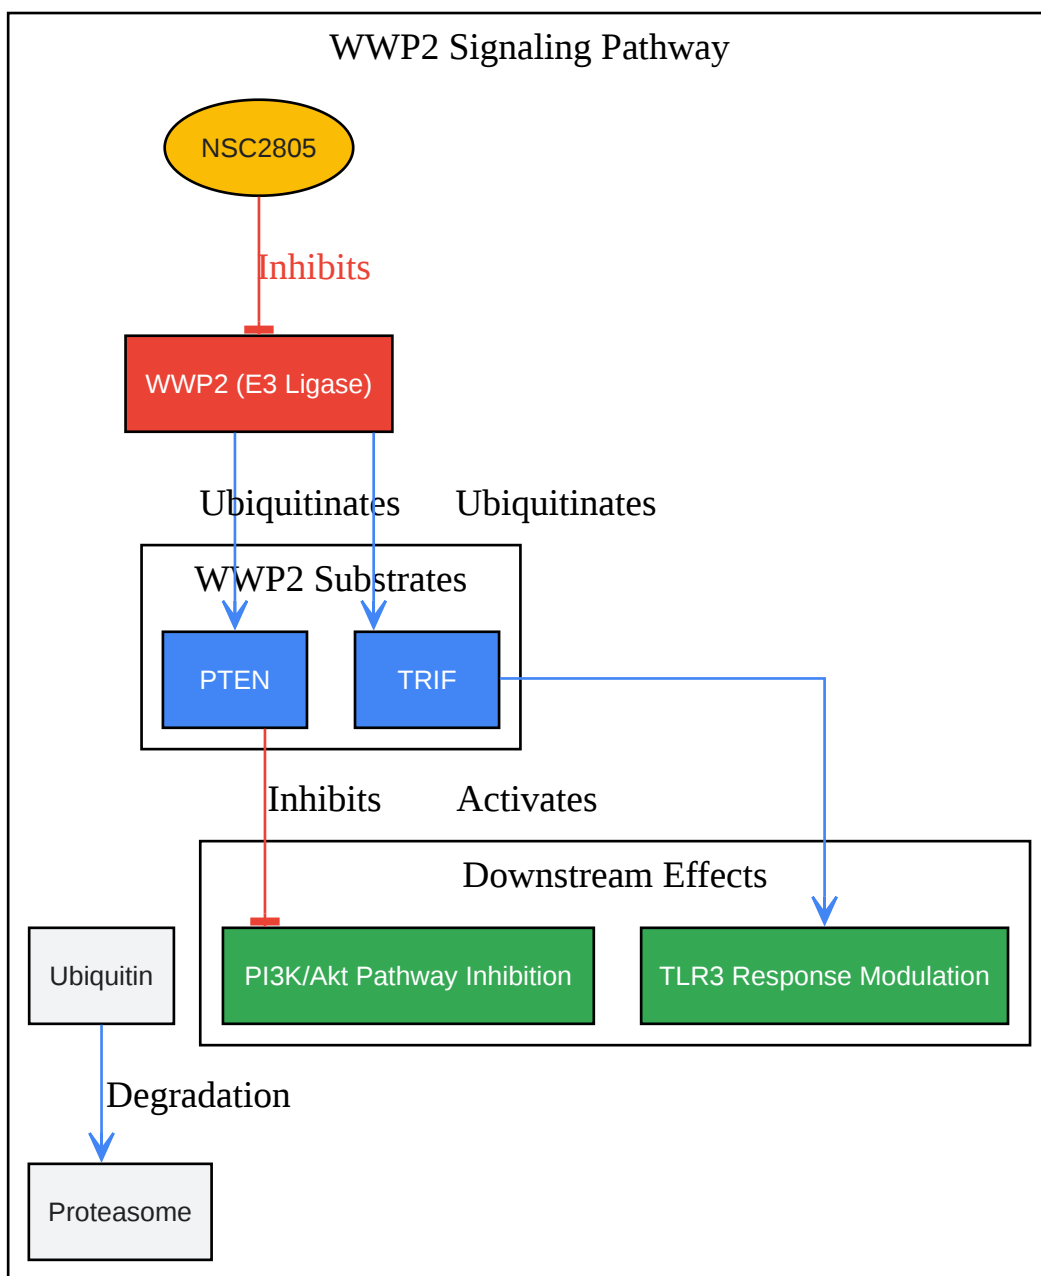 WWP2 Signaling Pathway
NSC2805
Inhibits
WWP2 (E3 Ligase)
Ubiquitinates
Ubiquitinates
WWP2 Substrates
PTEN
TRIF
Inhibits
Activates
Downstream Effects
Ubiquitin
PI3K/Akt Pathway Inhibition
TLR3 Response Modulation
Degradation
Proteasome